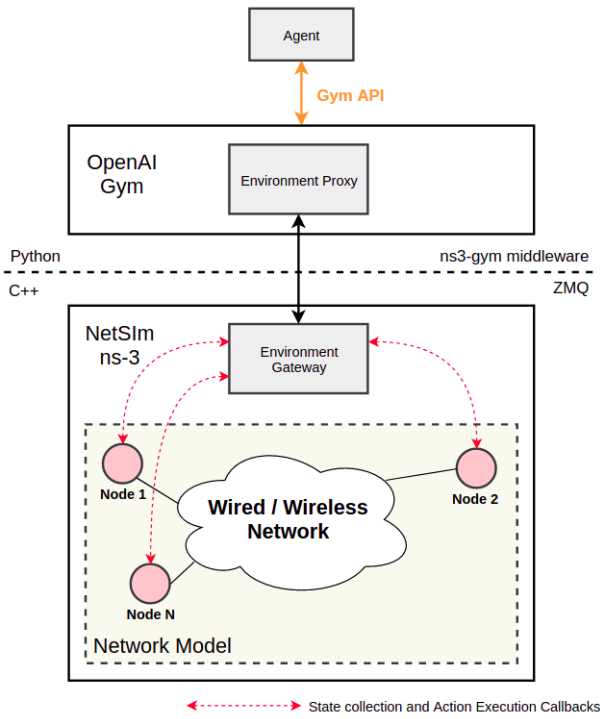 Agent
Gym API
OpenAI
Gym
Environment Proxy
Python
ns3-gym middleware
C++
ZMQ
NetSIm
ns-3
Environment
Gateway
Node 1
Node 2
Wired / Wireless
Network
Node N
Network Model
State collection and Action Execution Callbacks